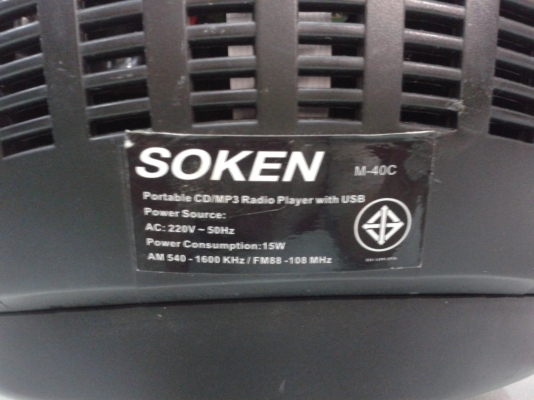 SOKEN M-40C
Portable CD/MP3 Radio Player with USB
Power Source:
AC: 220V ~ 50Hz
Power Consumption:15W
AM 540 - 1600 KHz / FM88 -108 MHz